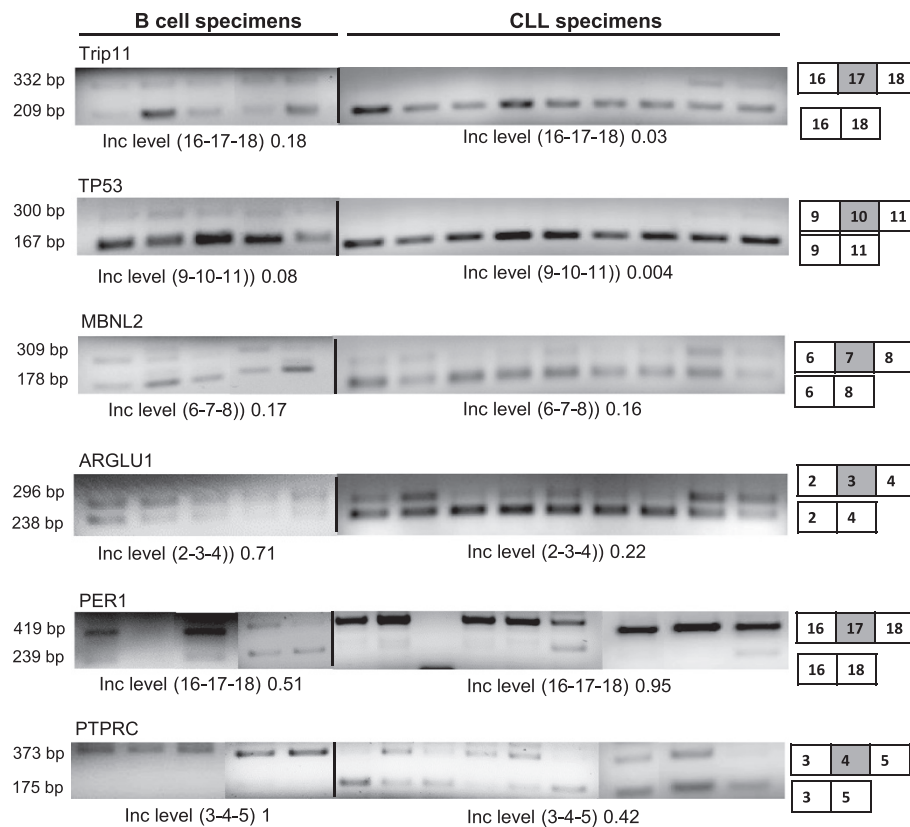 B cell specimens CLL specimens
Trip11
332 bp 16 17 18
209 bp 16 18
Inc level (16-17-18) 0.18 Inc level (16-17-18) 0.03
TP53
300 bp 9 10 11
167 bp 9 11
Inc level (9-10-11)) 0.08 Inc level (9-10-11)) 0.004
MBNL2
309 bp 6 7 8
178 bp 6 8
Inc level (6-7-8)) 0.17 Inc level (6-7-8)) 0.16
ARGLU1
296 bp 2 3 4
238 bp 2 4
Inc level (2-3-4)) 0.71 Inc level (2-3-4) 0.22
PER1
419 bp 16 17 18
239 bp 16 18
Inc level (16-17-18) 0.51 Inc level (16-17-18) 0.95
PTPRC
373 bp 3 4 5
175 bp 3 5
Inc level (3-4-5) 1 Inc level (3-4-5) 0.42